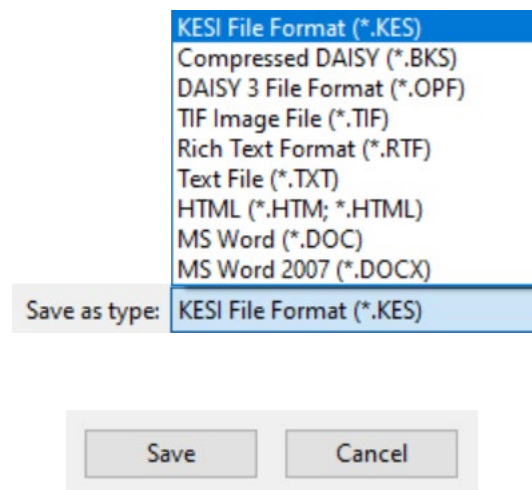 KESI File Format (*.KES)
Compressed DAISY (*.BKS)
DAISY 3 File Format (*.OPF)
TIF Image File (*.TIF)
Rich Text Format (*.RTF)
Text File (*.TXT)
HTML (*.HTM; *.HTML)
MS Word (*.DOC)
MS Word 2007 (*.DOCX)
Save as type: KESI File Format (*.KES)
Save Cancel